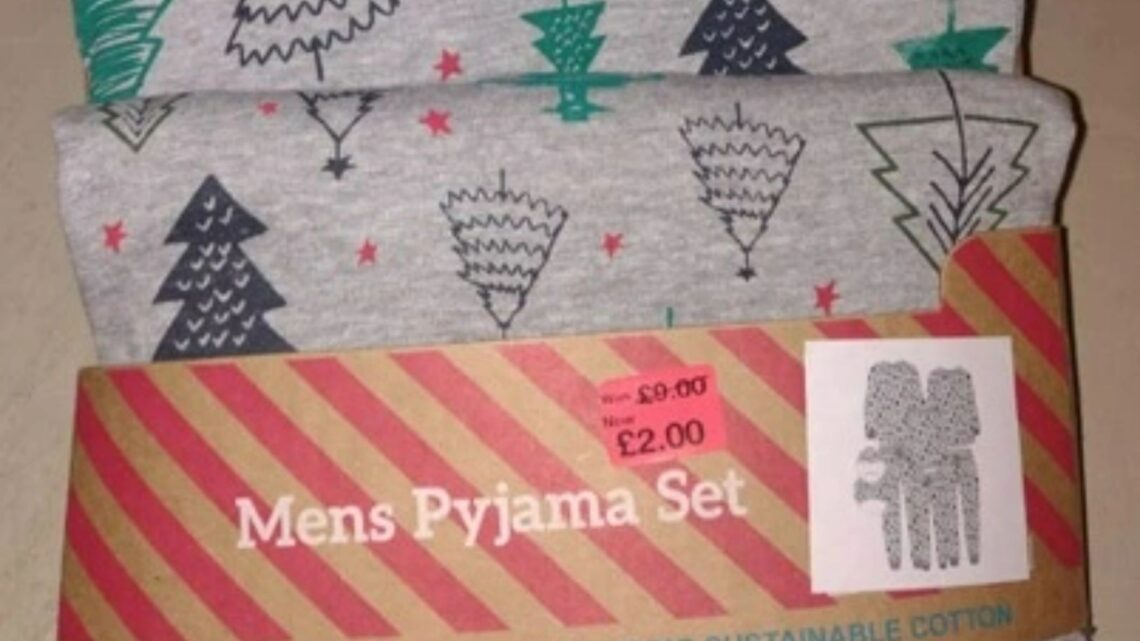 Was £9.00
Now
£2.00
Mens Pyjama Set
SUSTAINABLE COTTON